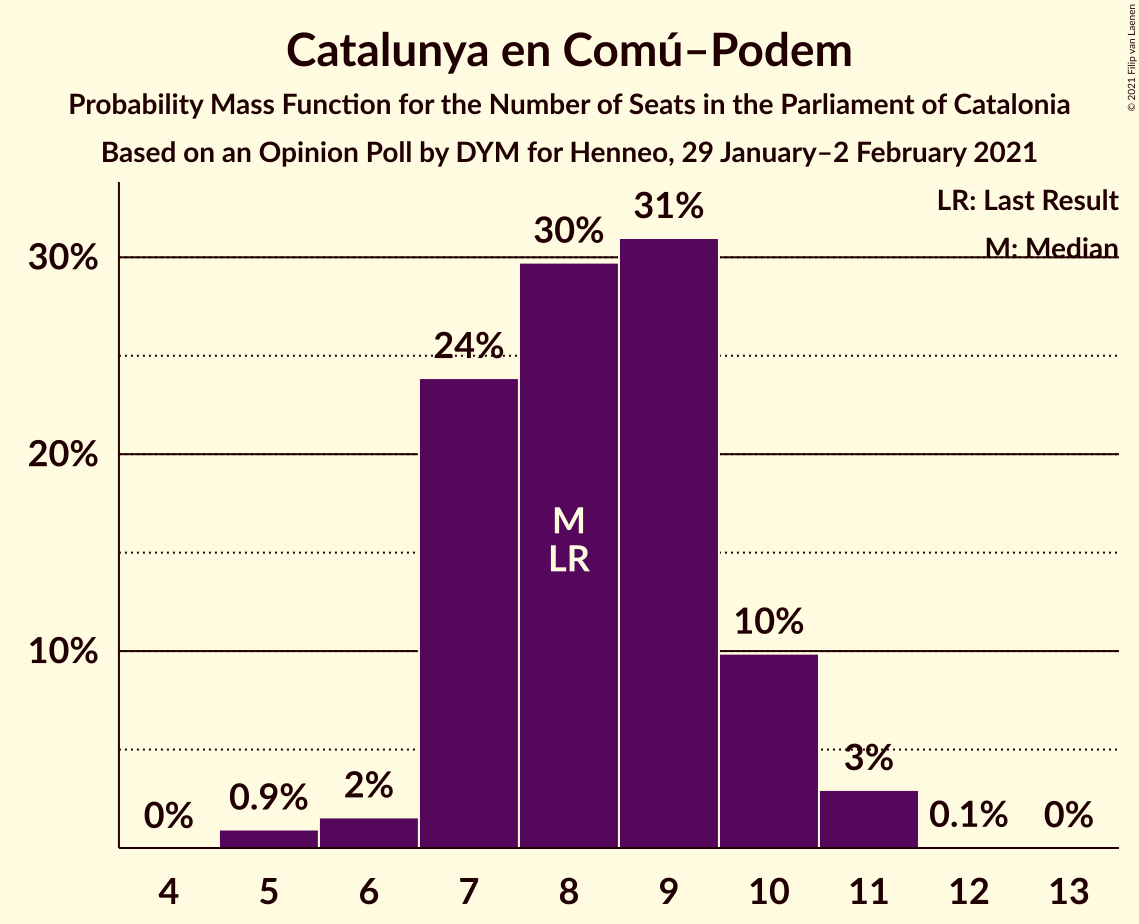 Catalunya en Comú–Podem
Probability Mass Function for the Number of Seats in the Parliament of Catalonia
Based on an Opinion Poll by DYM for Henneo, 29 January–2 February 2021
© 2021 Filip van Laenen
LR: Last Result
M: Median
30%
20%
10%
0%
0.9%
2%
24%
30%
31%
10%
3%
0.1%
0%
M
LR
4 5 6 7 8 9 10 11 12 13